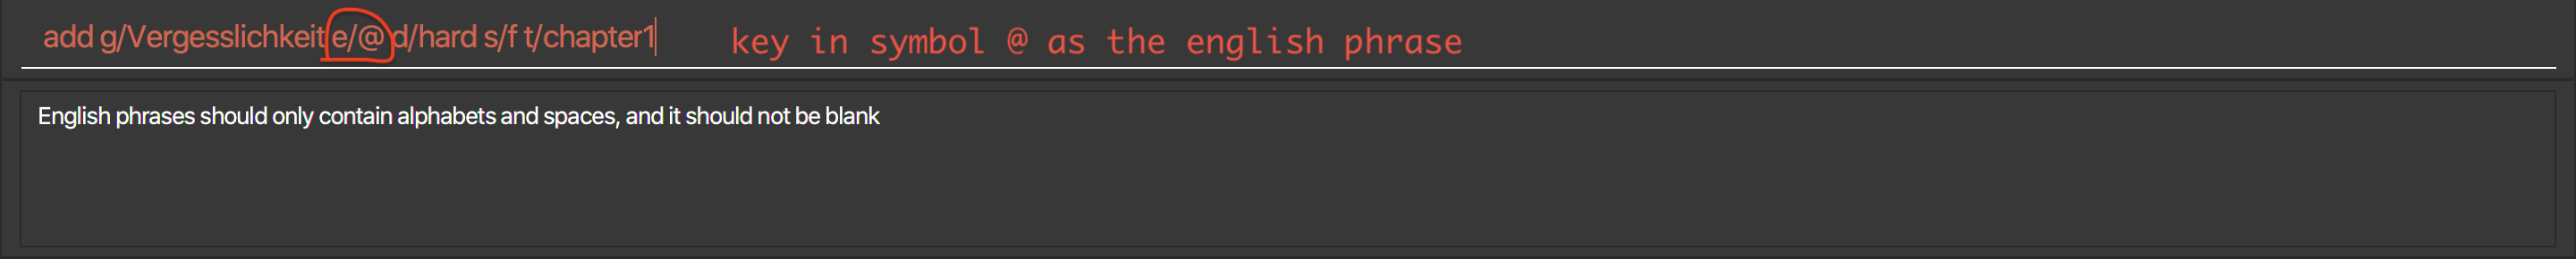 add g/Vergesslichkeit e/@ d/hard s/f t/chapter1 key in symbol @ as the english phrase
English phrases should only contain alphabets and spaces, and it should not be blank